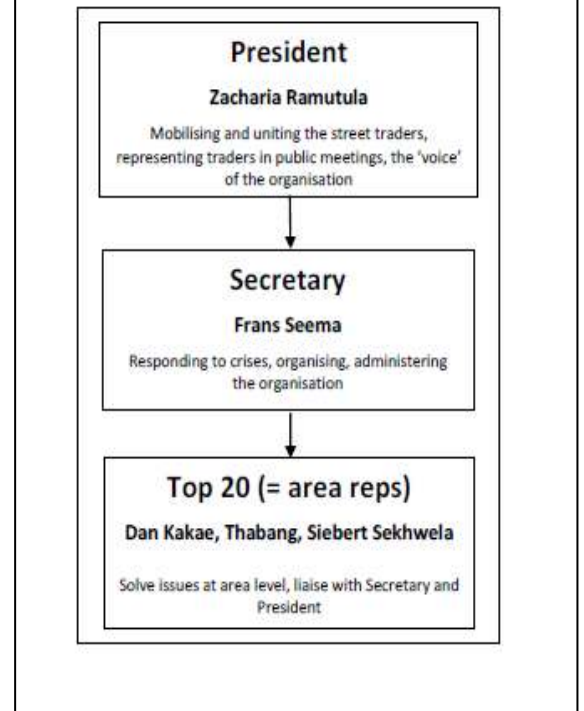 President
Zacharia Ramutula
Mobilising and uniting the street traders,
representing traders in public meetings, the 'voice'
of the organisation
Secretary
Frans Seema
Responding to crises, organising, administering
the organisation
Top 20 (= area reps)
Dan Kakae, Thabang, Siebert Sekhwela
Solve issues at area level, liaise with Secretary and
President